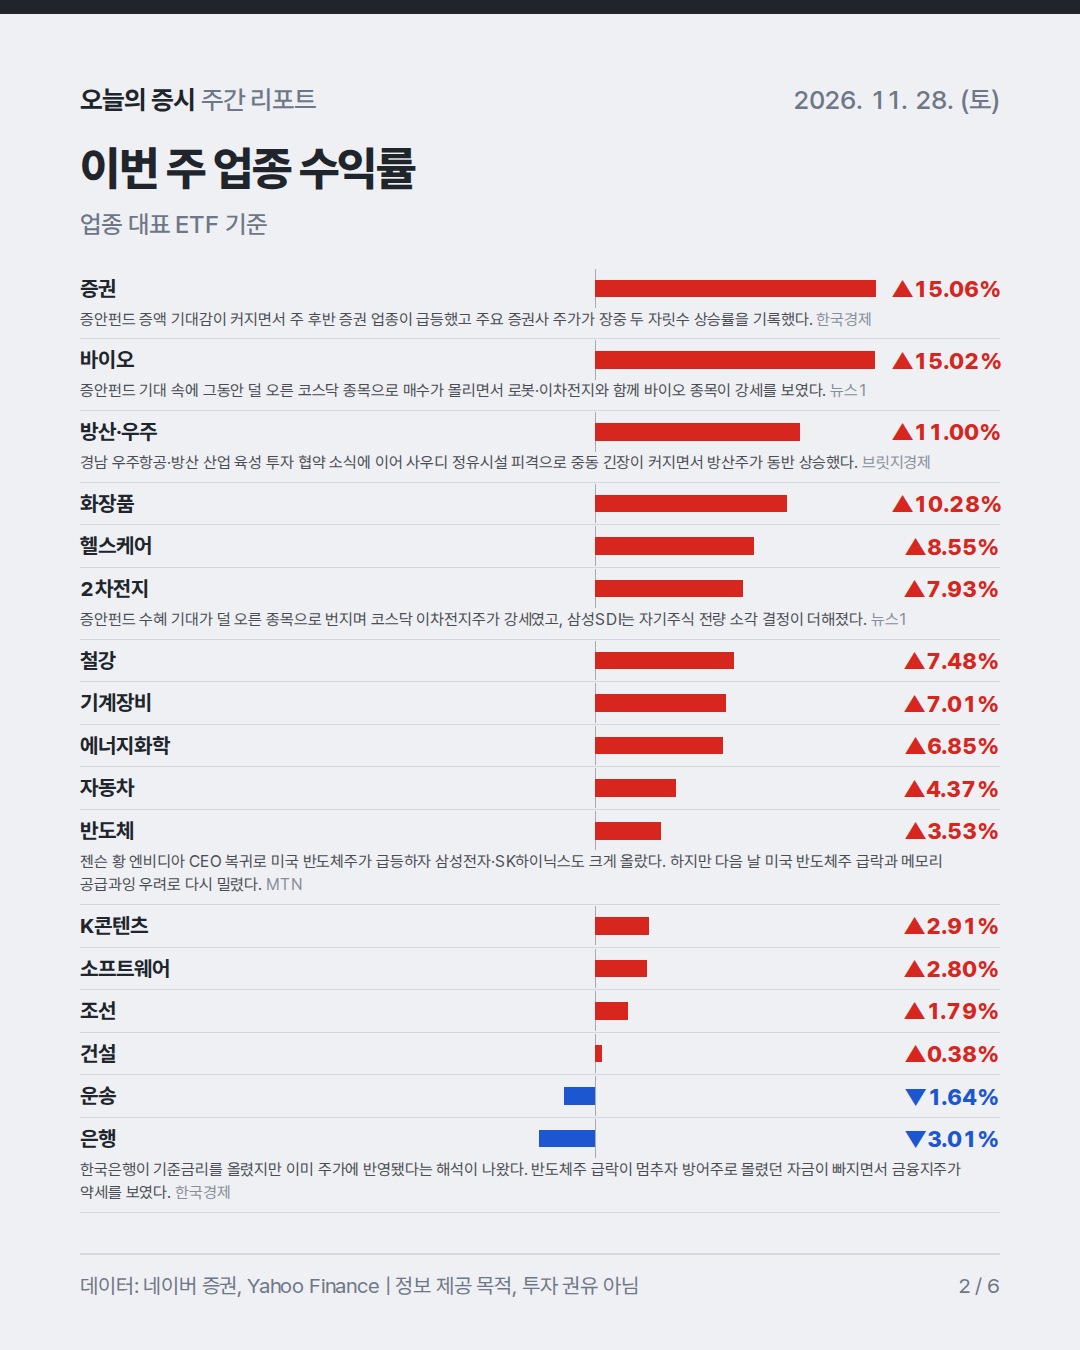 오늘의 증시 주간 리포트
2026. 11. 28. (토)
이번 주 업종 수익률
업종 대표 ETF 기준
증권 ▲15.06%
증안펀드 증액 기대감이 커지면서 주 후반 증권 업종이 급등했고 주요 증권사 주가가 장중 두 자릿수 상승률을 기록했다. 한국경제
바이오 ▲15.02%
증안펀드 기대 속에 그동안 덜 오른 코스닥 종목으로 매수가 몰리면서 로봇·이차전지와 함께 바이오 종목이 강세를 보였다. 뉴스1
방산·우주 ▲11.00%
경남 우주항공·방산 산업 육성 투자 협약 소식에 이어 사우디 정유시설 피격으로 중동 긴장이 커지면서 방산주가 동반 상승했다. 브릿지경제
화장품 ▲10.28%
헬스케어 ▲8.55%
2차전지 ▲7.93%
증안펀드 수혜 기대가 덜 오른 종목으로 번지며 코스닥 이차전지주가 강세였고, 삼성SDI는 자기주식 전량 소각 결정이 더해졌다. 뉴스1
철강 ▲7.48%
기계장비 ▲7.01%
에너지화학 ▲6.85%
자동차 ▲4.37%
반도체 ▲3.53%
젠슨 황 엔비디아 CEO 복귀로 미국 반도체주가 급등하자 삼성전자·SK하이닉스도 크게 올랐다. 하지만 다음 날 미국 반도체주 급락과 메모리
공급과잉 우려로 다시 밀렸다. MTN
K콘텐츠 ▲2.91%
소프트웨어 ▲2.80%
조선 ▲1.79%
건설 ▲0.38%
운송 ▼1.64%
은행 ▼3.01%
한국은행이 기준금리를 올렸지만 이미 주가에 반영됐다는 해석이 나왔다. 반도체주 급락이 멈추자 방어주로 몰렸던 자금이 빠지면서 금융지주가
약세를 보였다. 한국경제
데이터: 네이버 증권, Yahoo Finance | 정보 제공 목적, 투자 권유 아님
2 / 6